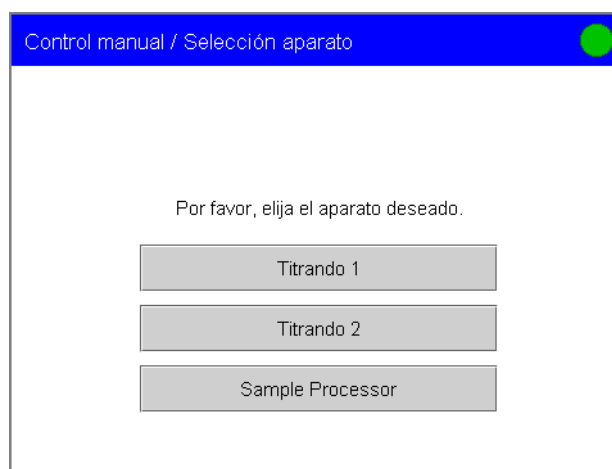 Control manual / Selección aparato
Por favor, elija el aparato deseado.
Titrando 1
Titrando 2
Sample Processor